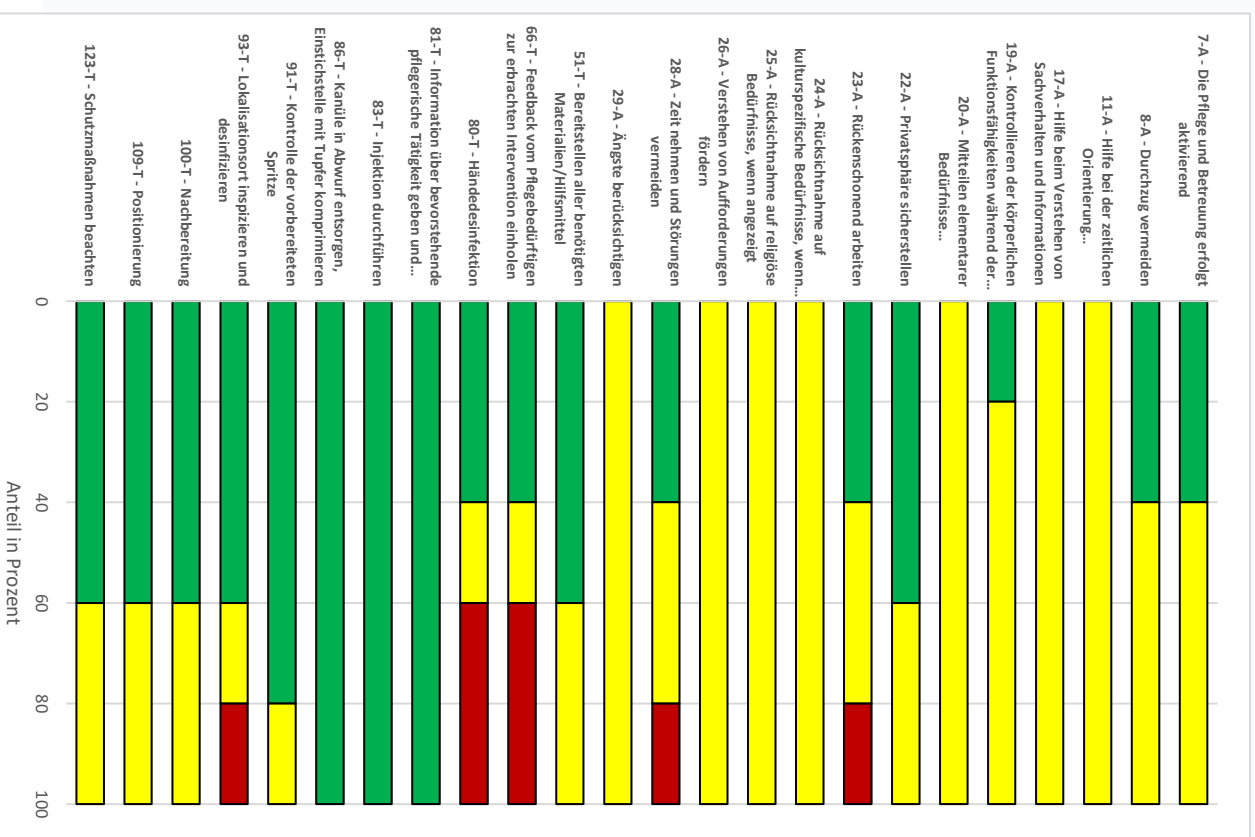 7-A - Die Pflege und Betreuung erfolgt
aktivierend
8-A - Durchzug vermeiden
11-A - Hilfe bei der zeitlichen
Orientierung...
17-A - Hilfe beim Verstehen von
Sachverhalten und Informationen
19-A - Kontrollieren der körperlichen
Funktionsfähigkeiten während der...
20-A - Mitteilen elementarer
Bedürfnisse...
22-A - Privatsphäre sicherstellen
23-A - Rückenschonend arbeiten
24-A - Rücksichtnahme auf
kulturspezifische Bedürfnisse, wenn...
25-A - Rücksichtnahme auf religiöse
Bedürfnisse, wenn angezeigt
26-A - Verstehen von Aufforderungen
fördern
28-A - Zeit nehmen und Störungen
vermeiden
29-A - Ängste berücksichtigen
51-T - Bereitstellen aller benötigten
Materialien/Hilfsmittel
66-T - Feedback vom Pflegebedürftigen
zur erbrachten Intervention einholen
80-T - Händedesinfektion
81-T - Information über bevorstehende
pflegerische Tätigkeit geben und...
83-T - Injektion durchführen
86-T - Kanüle in Abwurf entsorgen,
Einstichstelle mit Tupfer komprimieren
91-T - Kontrolle der vorbereiteten
Spritze
93-T - Lokalisationsort inspizieren und
desinfizieren
100-T - Nachbereitung
109-T - Positionierung
123-T - Schutzmaßnahmen beachten
0
20
40
60
80
100
Anteil in Prozent